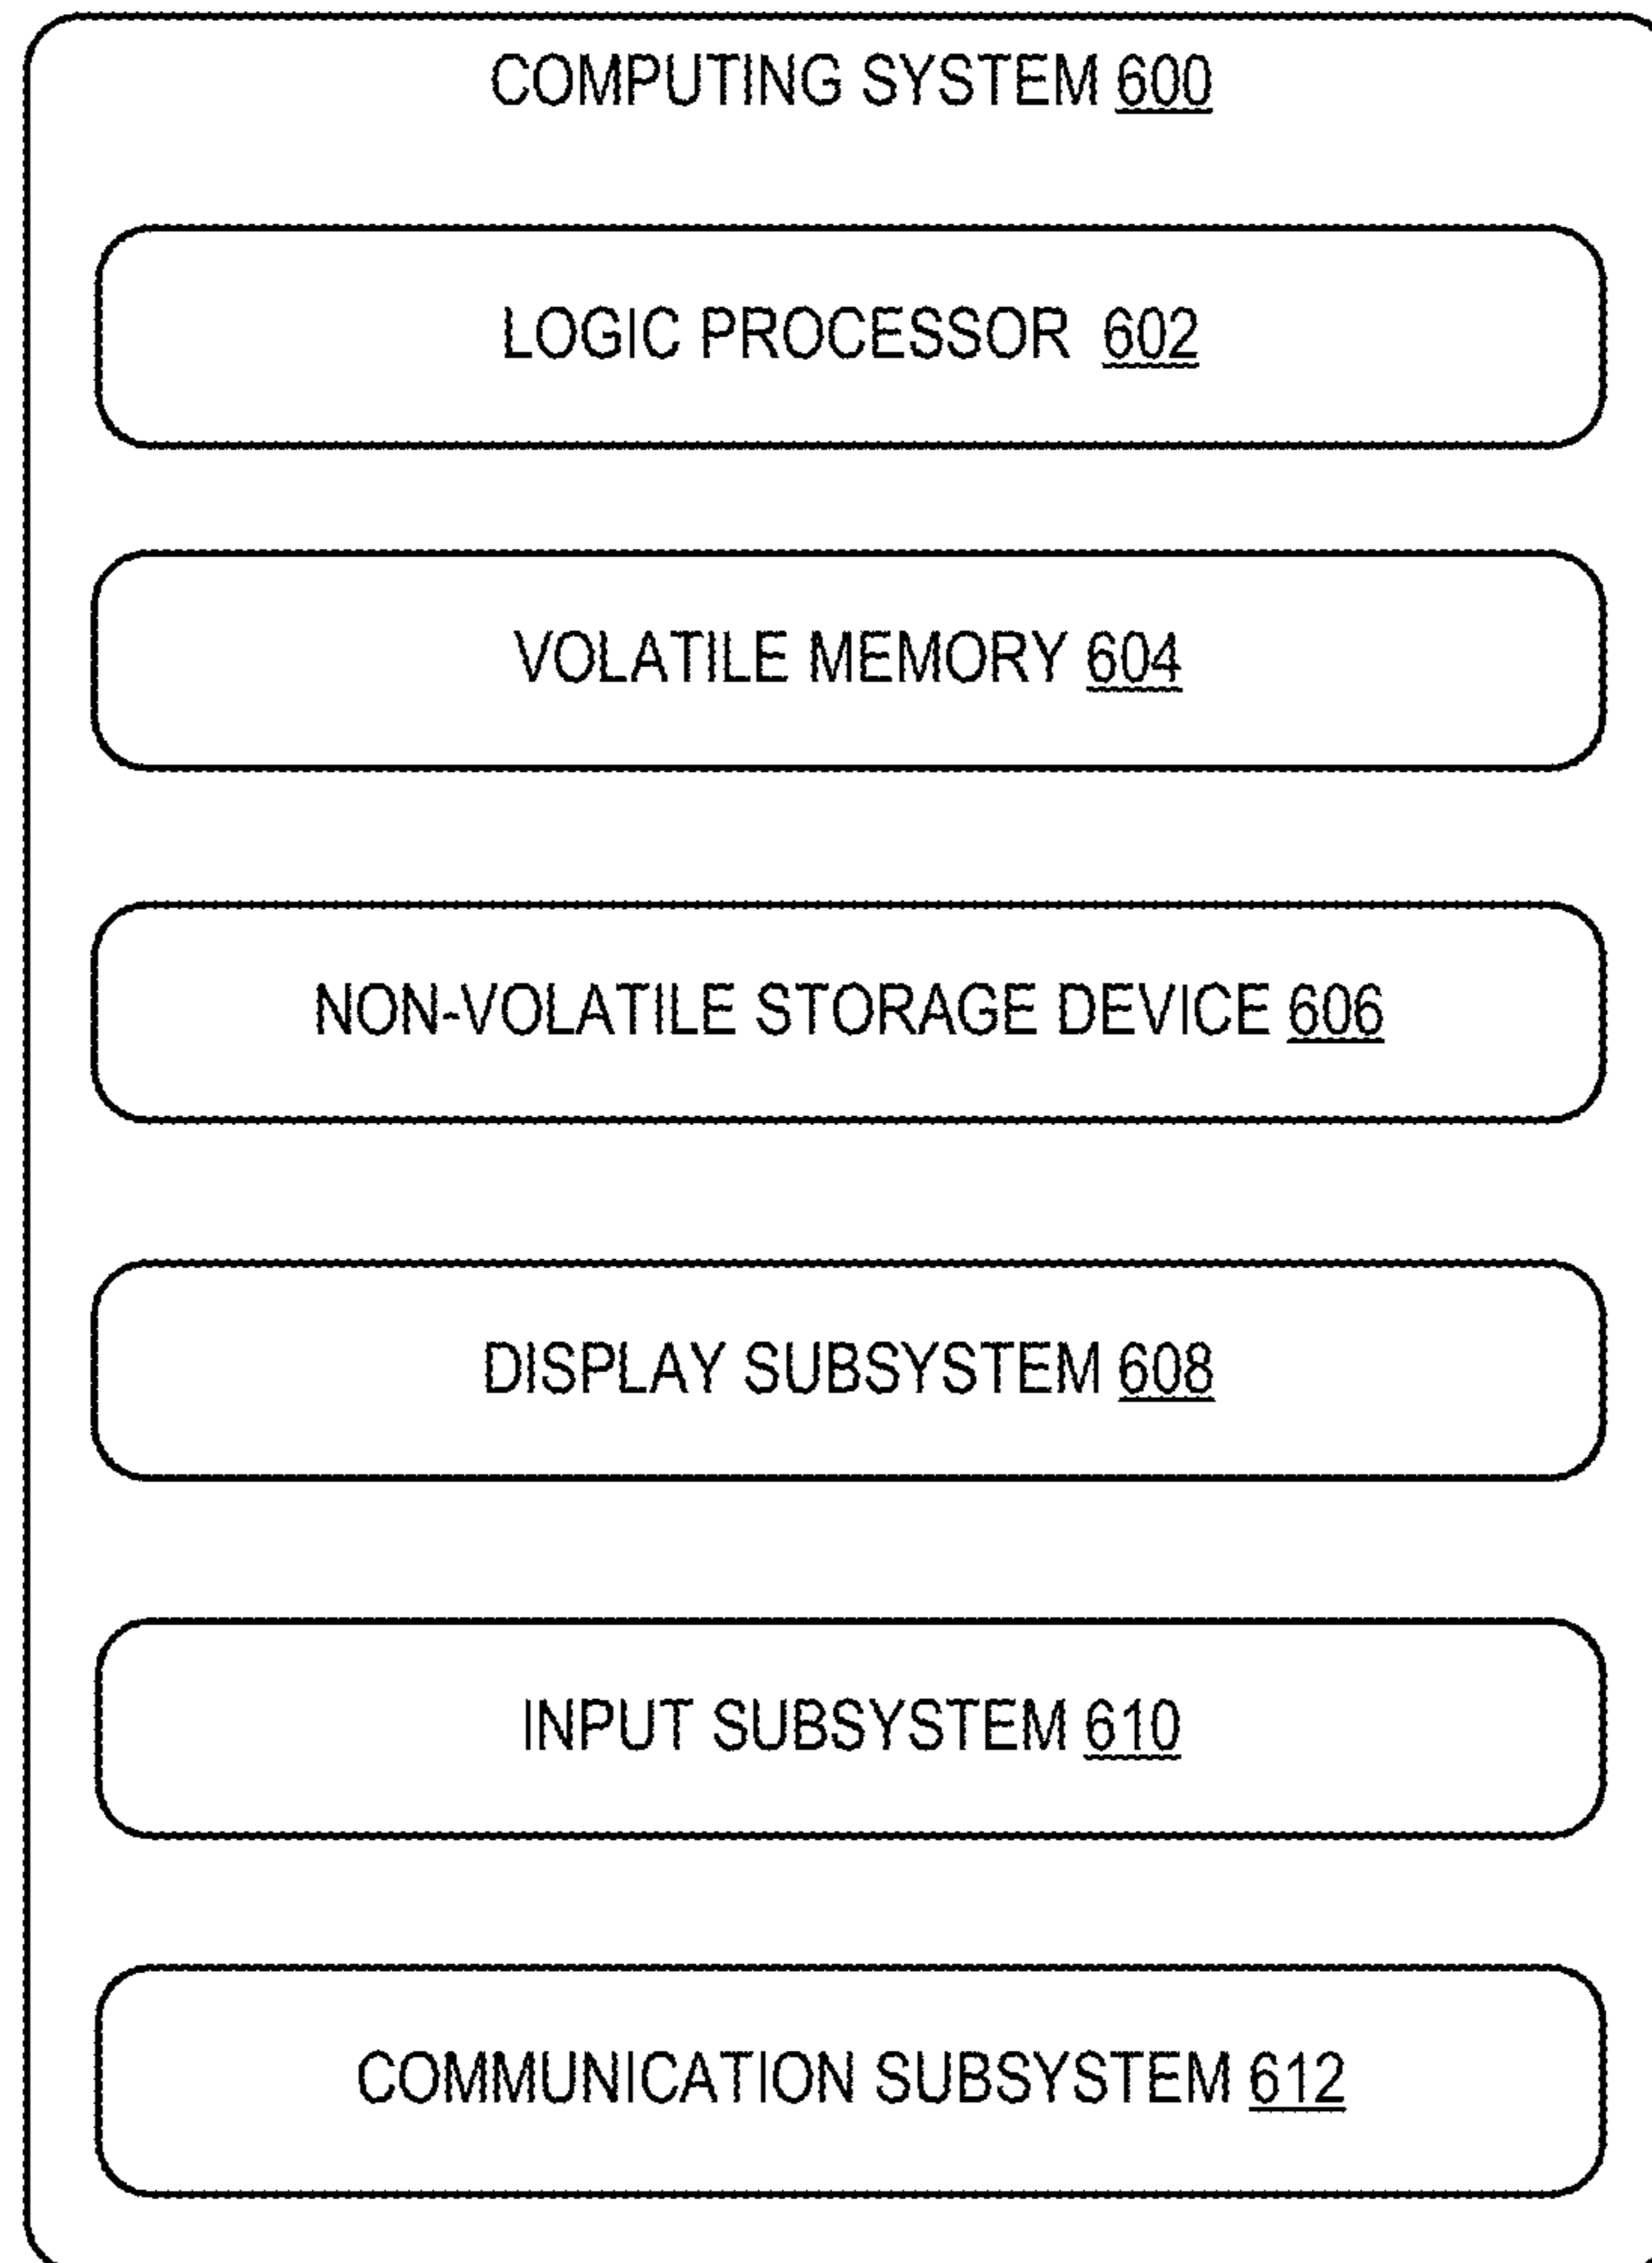 COMPUTING SYSTEM 600
LOGIC PROCESSOR 602
VOLATILE MEMORY 604
NON-VOLATILE STORAGE DEVICE 606
DISPLAY SUBSYSTEM 608
INPUT SUBSYSTEM 610
COMMUNICATION SUBSYSTEM 612